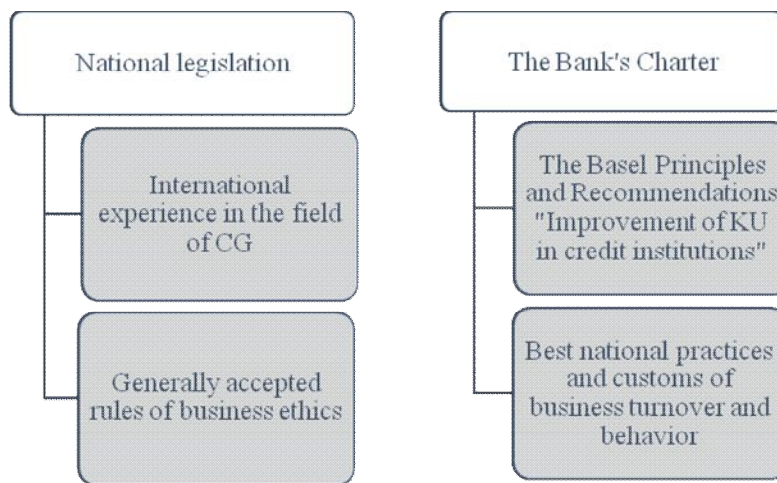 National legislation
International
experience in the field
of CG
Generally accepted
rules of business ethics
The Bank's Charter
The Basel Principles
and Recommendations
"Improvement of KU
in credit institutions"
Best national practices
and customs of
business turnover and
behavior